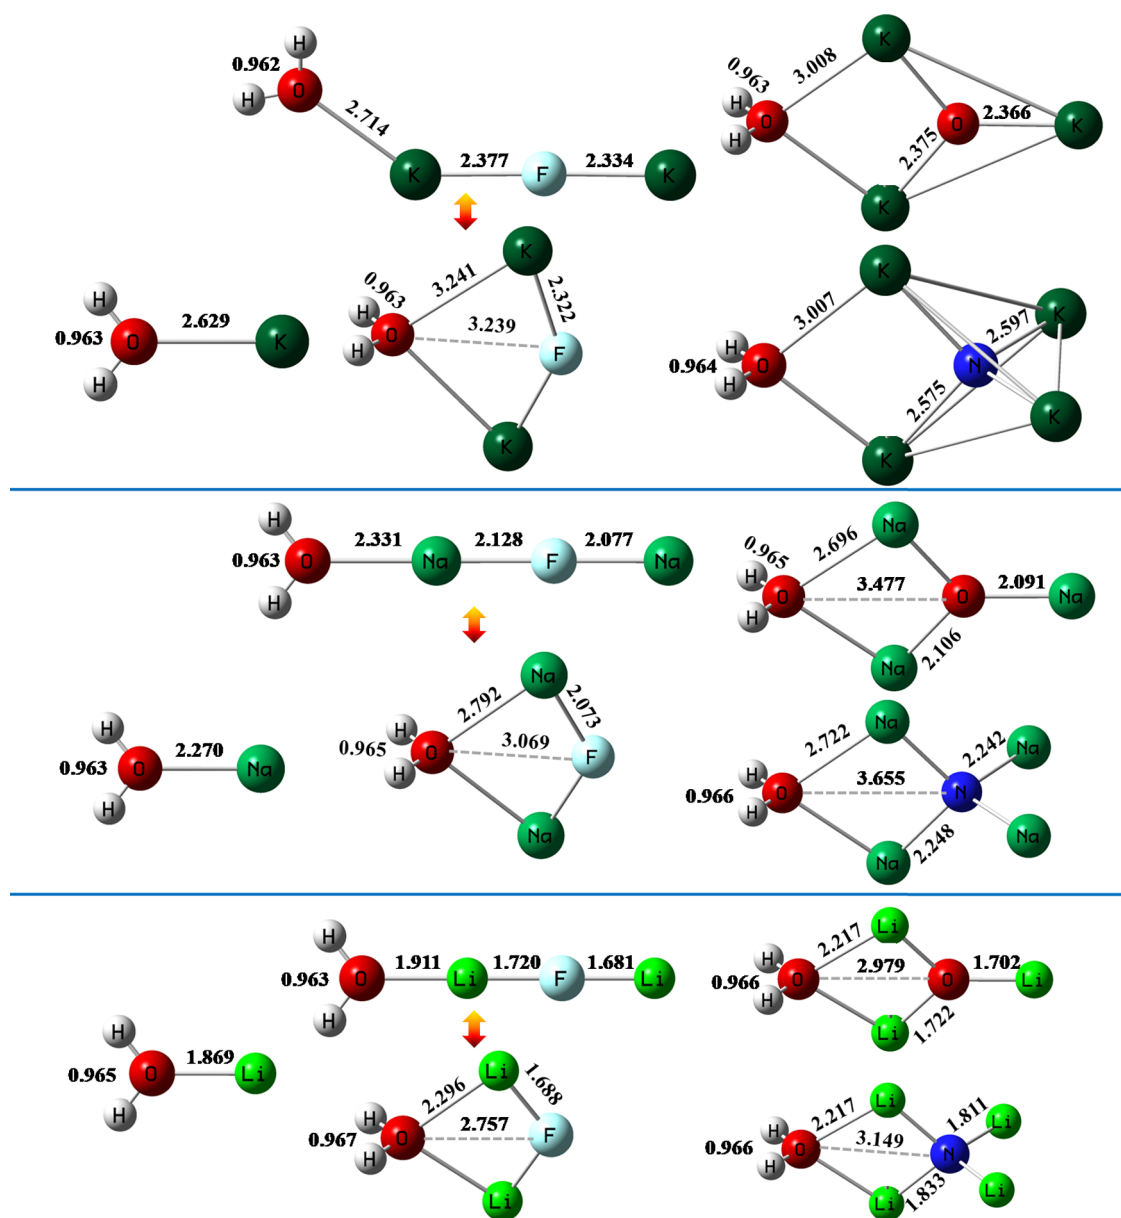 H
0.962
H O
2.714
K 2.377 F 2.334 K
K
0.963 3.008
H
H O O 2.366 K
2.375
K
H
0.963 O 2.629 K
H
K
0.963 3.241 2.322
H
H O 3.239 F
K
K
3.007 2.597 K
H
0.964 H O N
2.575
K K
H
0.963 O 2.331 Na 2.128 F 2.077 Na
H
Na
0.965 2.696
H
H O 3.477 O 2.091 Na
Na 2.106
H
0.963 O 2.270 Na
H
Na
2.792 2.073
H
0.965 O 3.069 F
H
Na
Na
2.722 2.242 Na
H
0.966 O 3.655 N
H
Na 2.248 Na
H
0.963 O 1.911 Li 1.720 F 1.681 Li
H
Li
2.217
H
0.966 O 2.979 O 1.702 Li
H
Li 1.722
H
0.965 O 1.869 Li
H
Li
2.296 1.688
H
0.967 O 2.757 F
H
Li
Li
2.217 1.811 Li
H
0.966 O 3.149 N
H
Li 1.833 Li